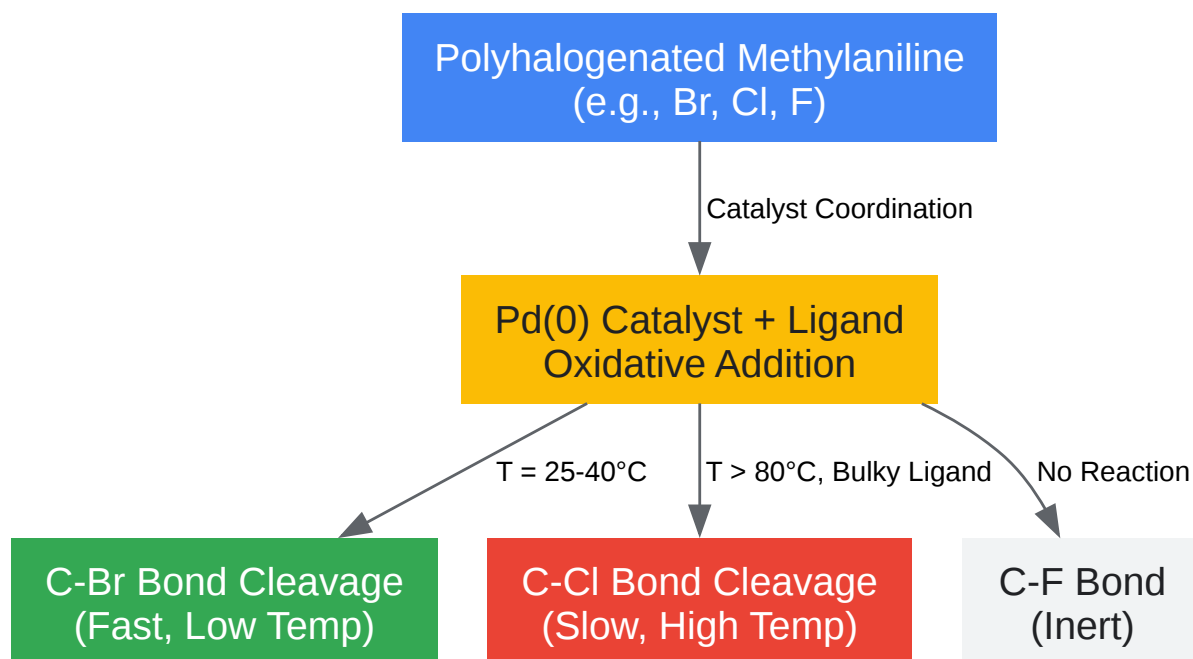 Polyhalogenated Methylaniline
(e.g., Br, Cl, F)
Catalyst Coordination
Pd(0) Catalyst + Ligand
Oxidative Addition
T = 25-40°C
T > 80°C, Bulky Ligand
No Reaction
C-Br Bond Cleavage
(Fast, Low Temp)
C-Cl Bond Cleavage
(Slow, High Temp)
C-F Bond
(Inert)